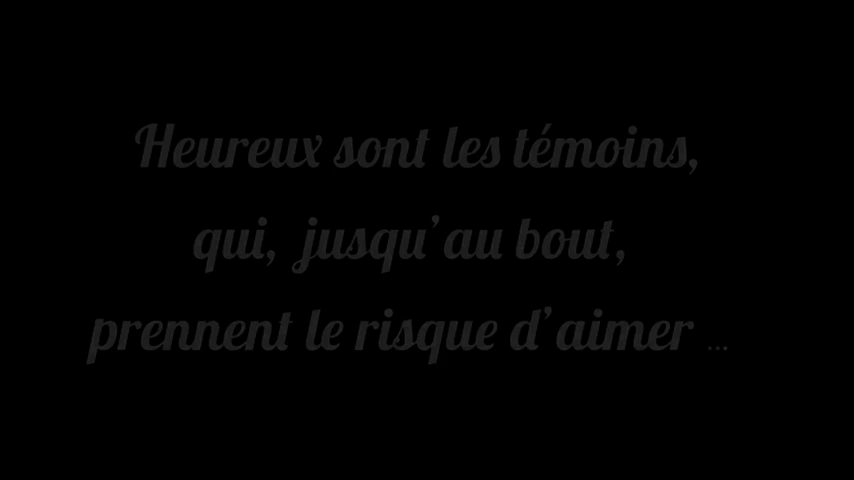 Heureux sont les témoins,
qui, jusqu'au bout,
prennent le risque d'aimer ...